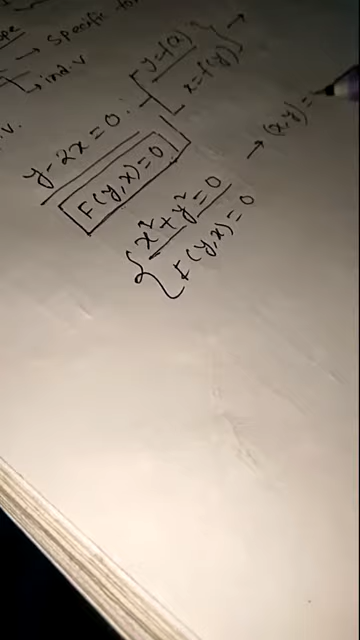 → Specific
→ ind.v
.v.
y - 2x = 0 :
y = f(x)
x = f(y)
→
F(y,x) = 0
x² + y² = 0
F(y,x) = 0
→ (x,y) =